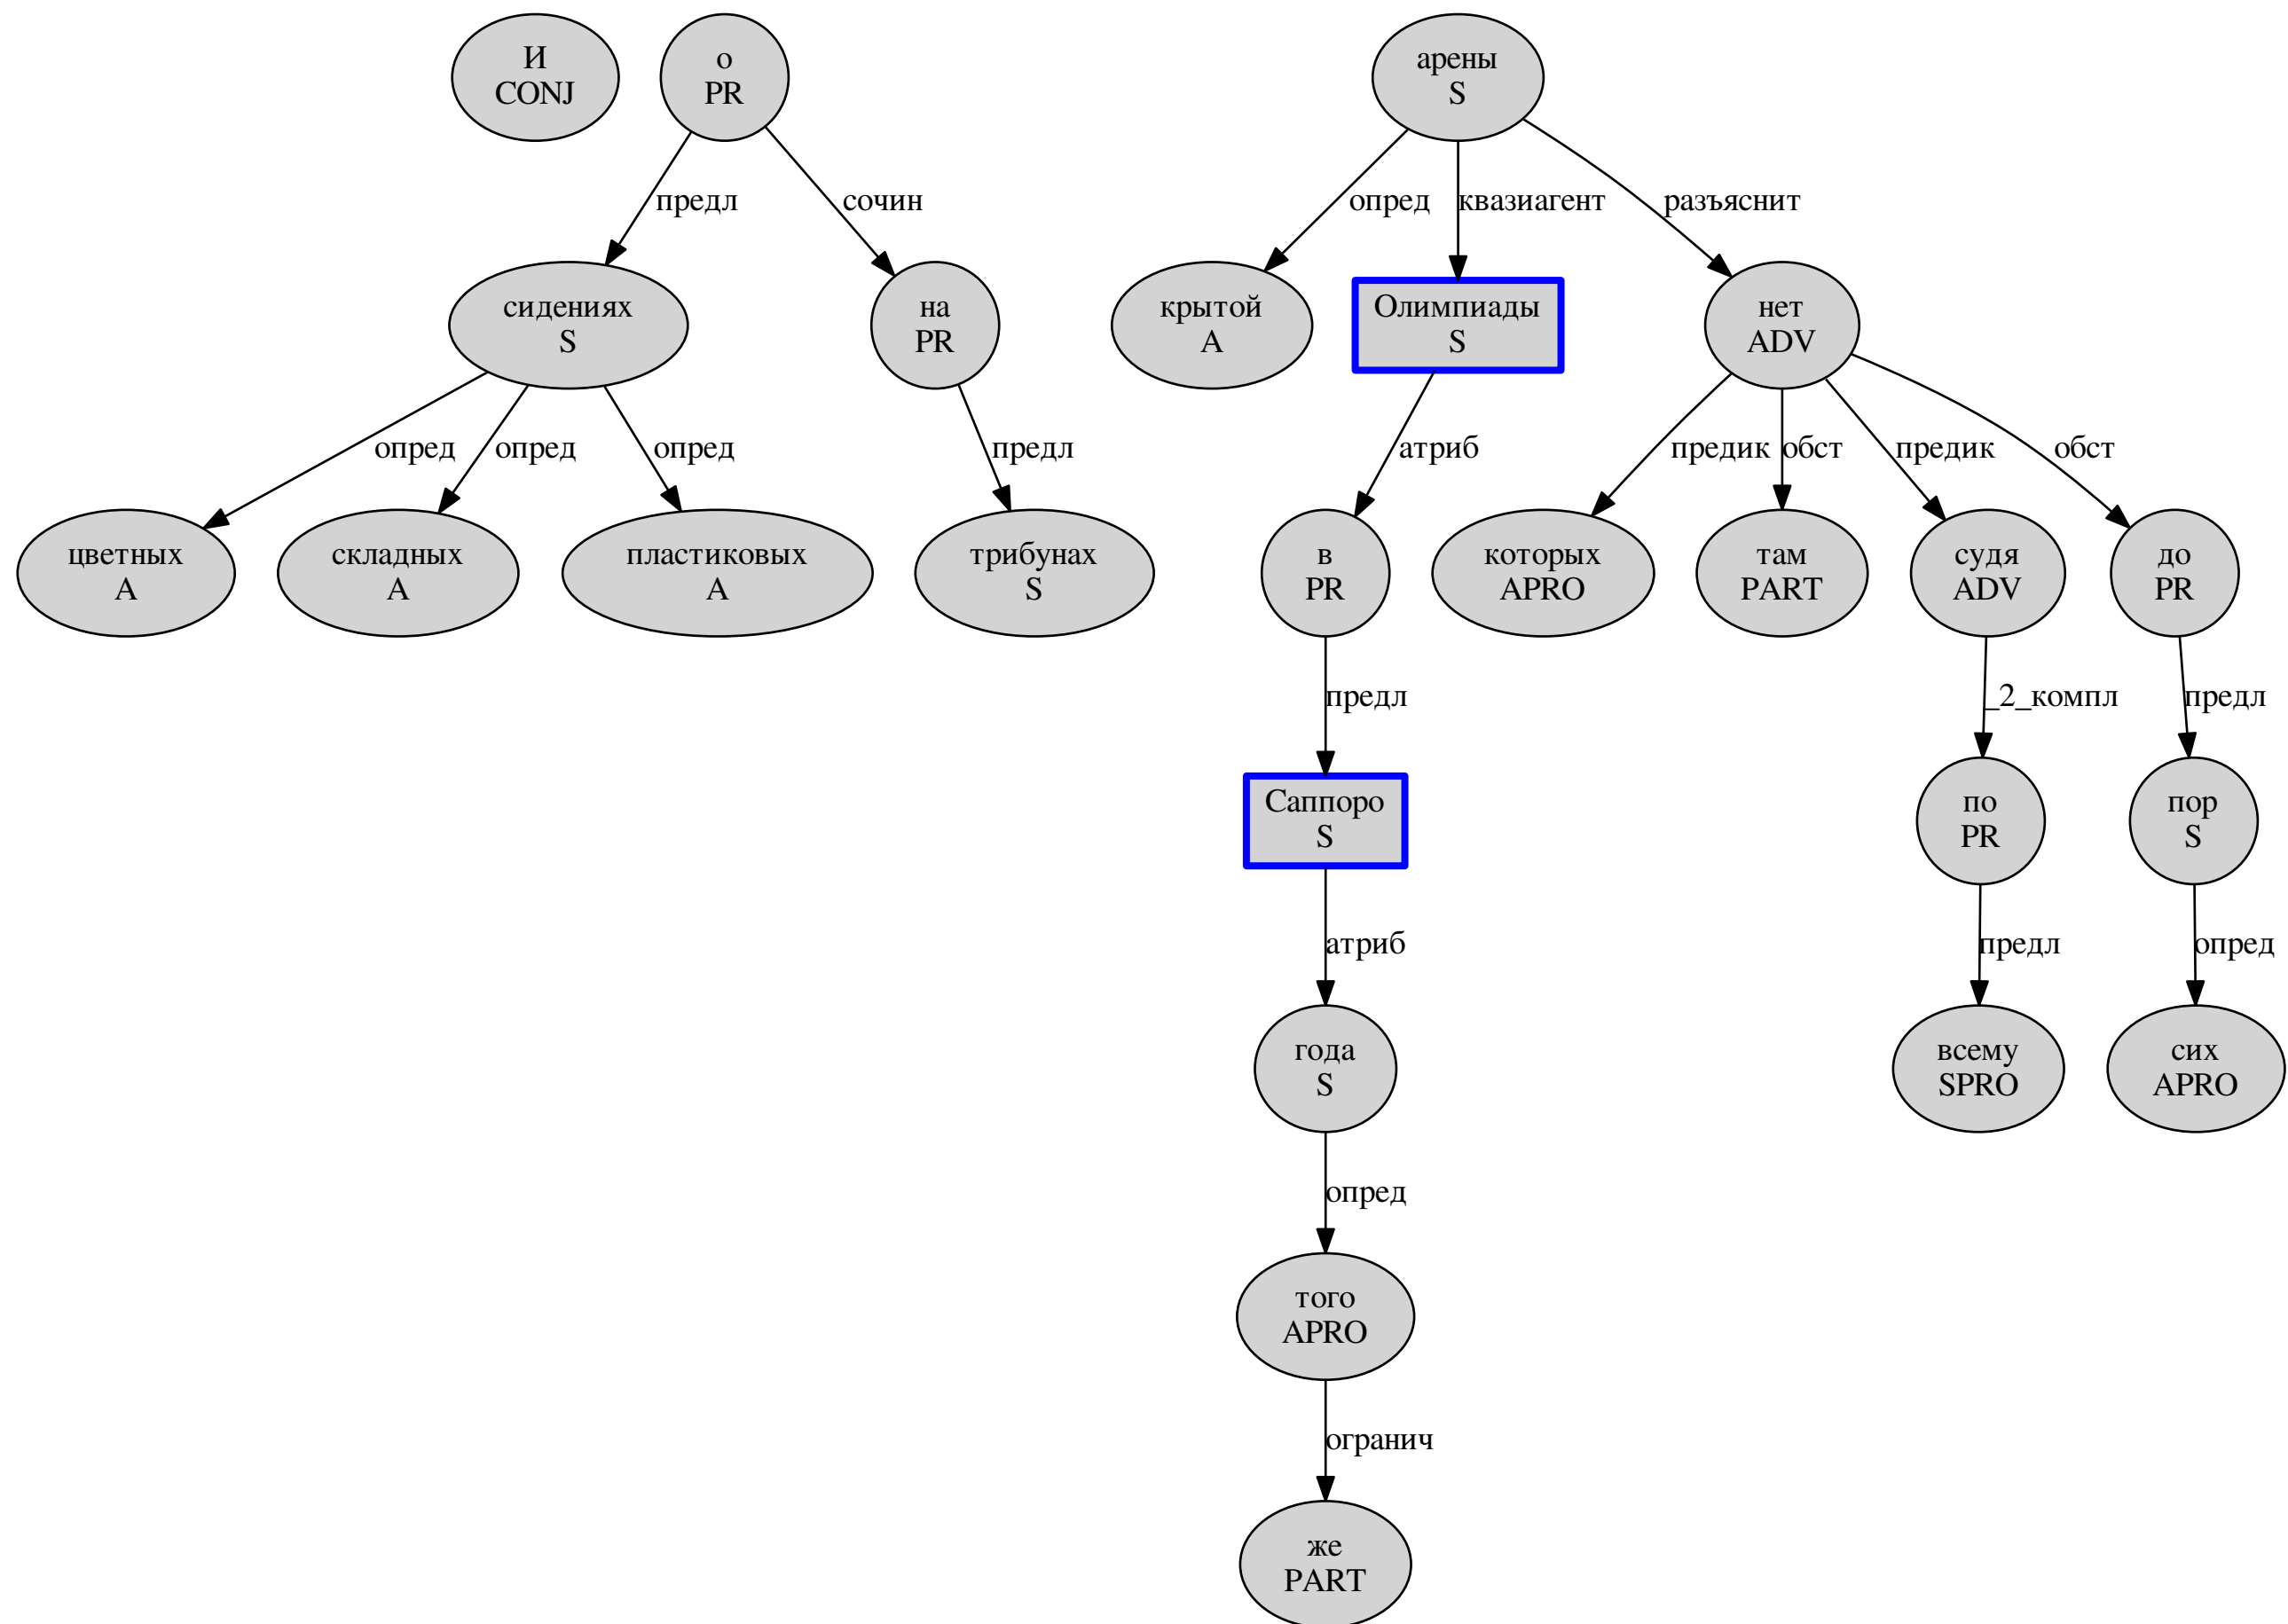 И
CONJ
о
PR
арены
S
предл
сочин
опред
квазиагент
разъяснит
сидениях
S
на
PR
крытой
A
Олимпиады
S
нет
ADV
опред
опред
опред
предл
атриб
предик
обст
предик
обст
цветных
A
складных
A
пластиковых
A
трибунах
S
в
PR
которых
APRO
там
PART
судя
ADV
до
PR
предл
_2_компл
предл
Саппоро
S
по
PR
пор
S
атриб
предл
опред
года
S
всему
SPRO
сих
APRO
опред
того
APRO
огранич
же
PART